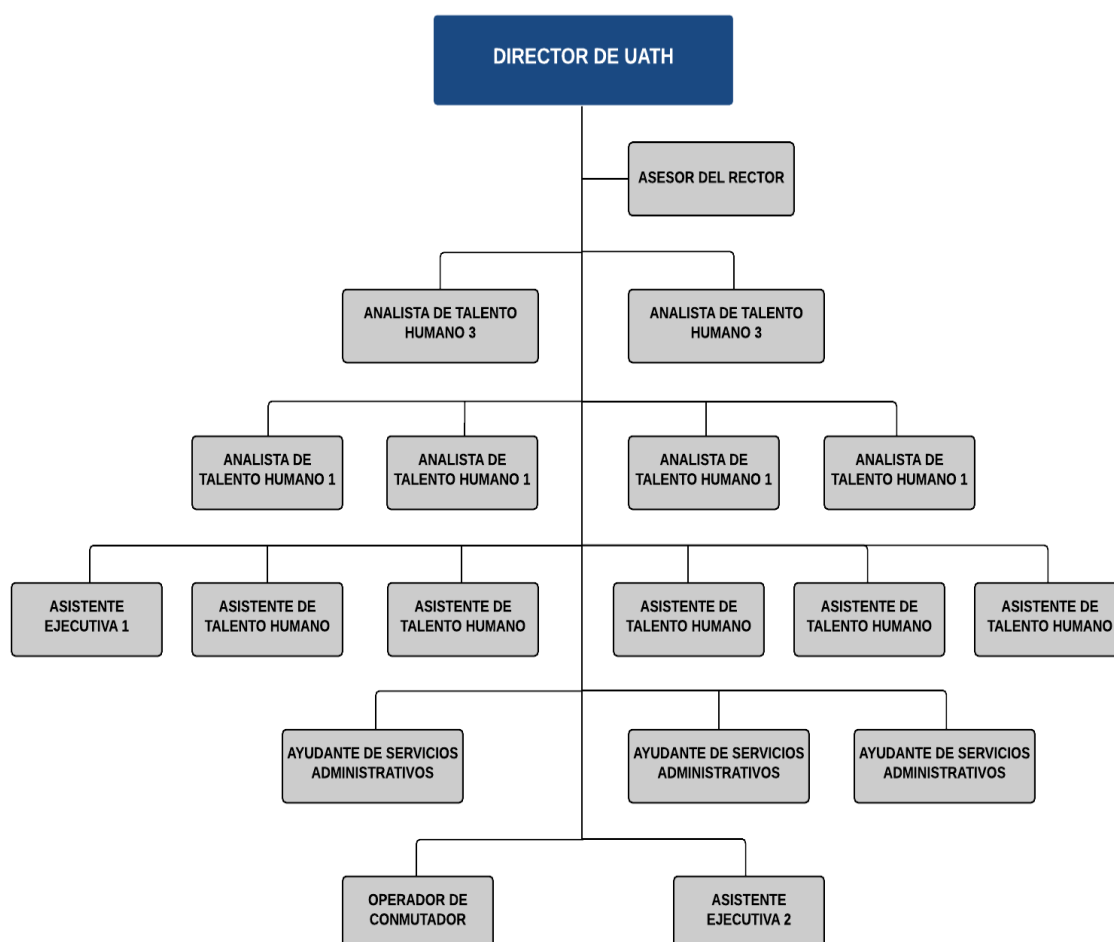 DIRECTOR DE UATH
ASESOR DEL RECTOR
ANALISTA DE TALENTO
HUMANO 3
ANALISTA DE TALENTO
HUMANO 3
ANALISTA DE
TALENTO HUMANO 1
ANALISTA DE
TALENTO HUMANO 1
ANALISTA DE
TALENTO HUMANO 1
ANALISTA DE
TALENTO HUMANO 1
ASISTENTE
EJECUTIVA 1
ASISTENTE DE
TALENTO HUMANO
ASISTENTE DE
TALENTO HUMANO
ASISTENTE DE
TALENTO HUMANO
ASISTENTE DE
TALENTO HUMANO
ASISTENTE DE
TALENTO HUMANO
AYUDANTE DE SERVICIOS
ADMINISTRATIVOS
AYUDANTE DE SERVICIOS
ADMINISTRATIVOS
AYUDANTE DE SERVICIOS
ADMINISTRATIVOS
OPERADOR DE
CONMUTADOR
ASISTENTE
EJECUTIVA 2